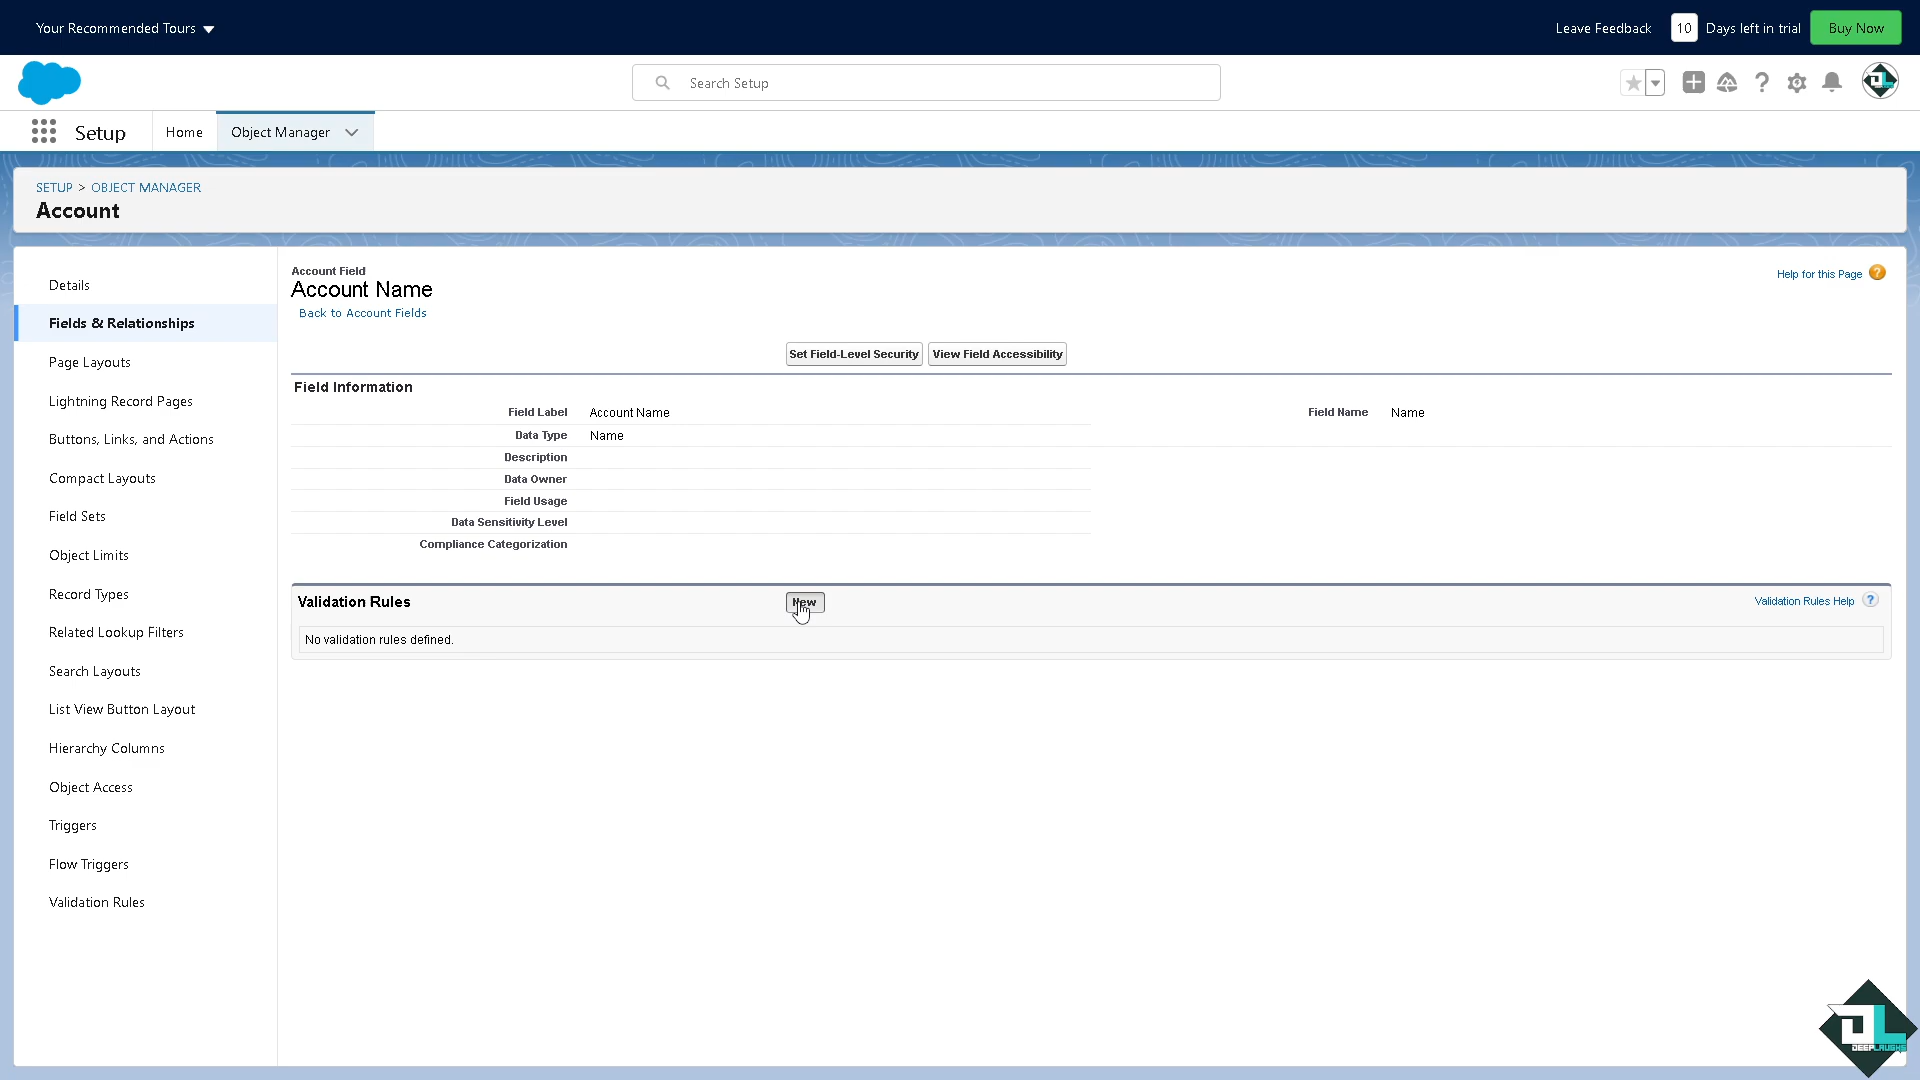 Your Recommended Tours
Leave Feedback
10
Days left in trial
Buy Now
Search Setup
Setup
Home
Object Manager
SETUP > OBJECT MANAGER
Account
Details
Fields & Relationships
Page Layouts
Lightning Record Pages
Buttons, Links, and Actions
Compact Layouts
Field Sets
Object Limits
Record Types
Related Lookup Filters
Search Layouts
List View Button Layout
Hierarchy Columns
Object Access
Triggers
Flow Triggers
Validation Rules
Account Field
Account Name
Back to Account Fields
Help for this Page
Set Field-Level Security
View Field Accessibility
Field Information
Field Label Account Name
Field Name Name
Data Type Name
Description
Data Owner
Field Usage
Data Sensitivity Level
Compliance Categorization
Validation Rules
New
Validation Rules Help
No validation rules defined.
DEEPLAUGHS